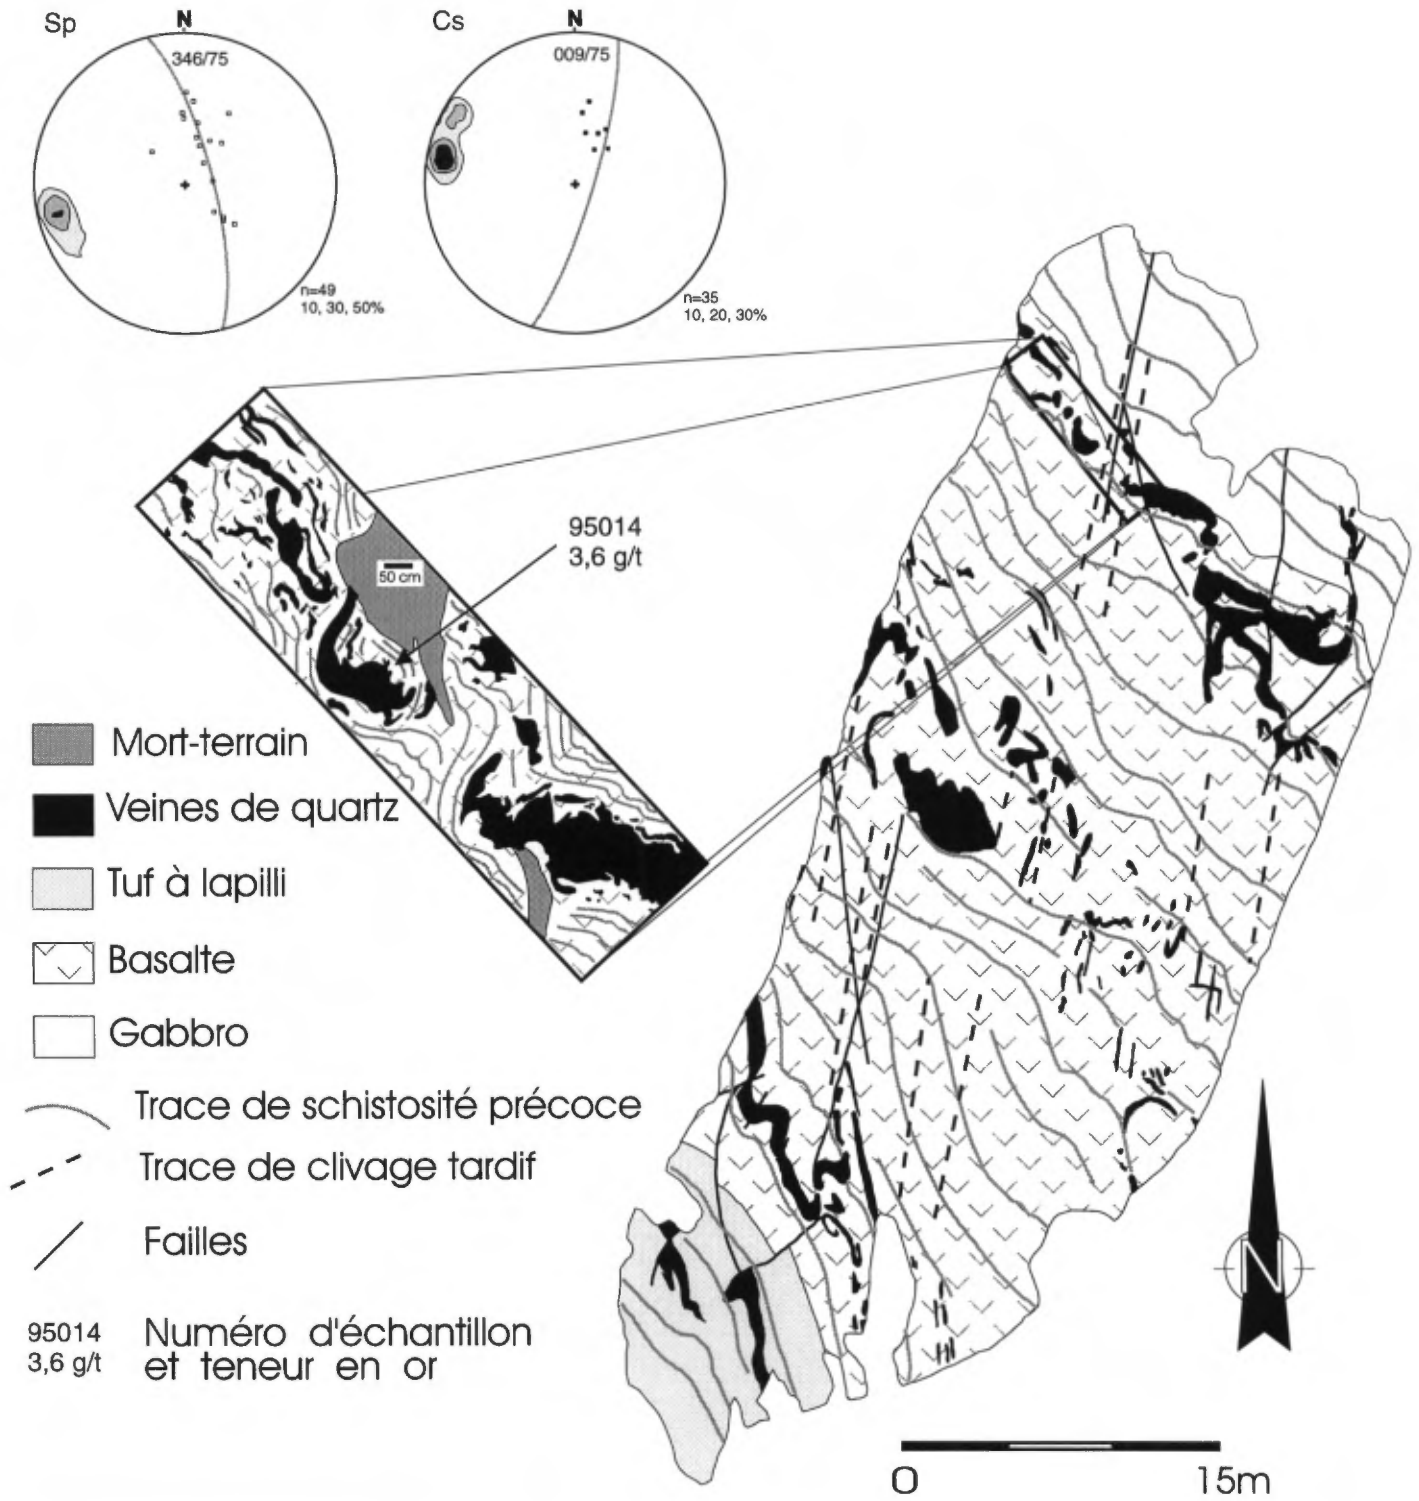 Sp
N
346/75
n=49
10, 30, 50%
Cs
N
009/75
n=35
10, 20, 30%
95014
3,6 g/t
50 cm
Mort-terrain
Veines de quartz
Tuf à lapilli
Basalte
Gabbro
Trace de schistosité précoce
Trace de clivage tardif
Failles
95014
3,6 g/t
Numéro d'échantillon
et teneur en or
N
0
15m